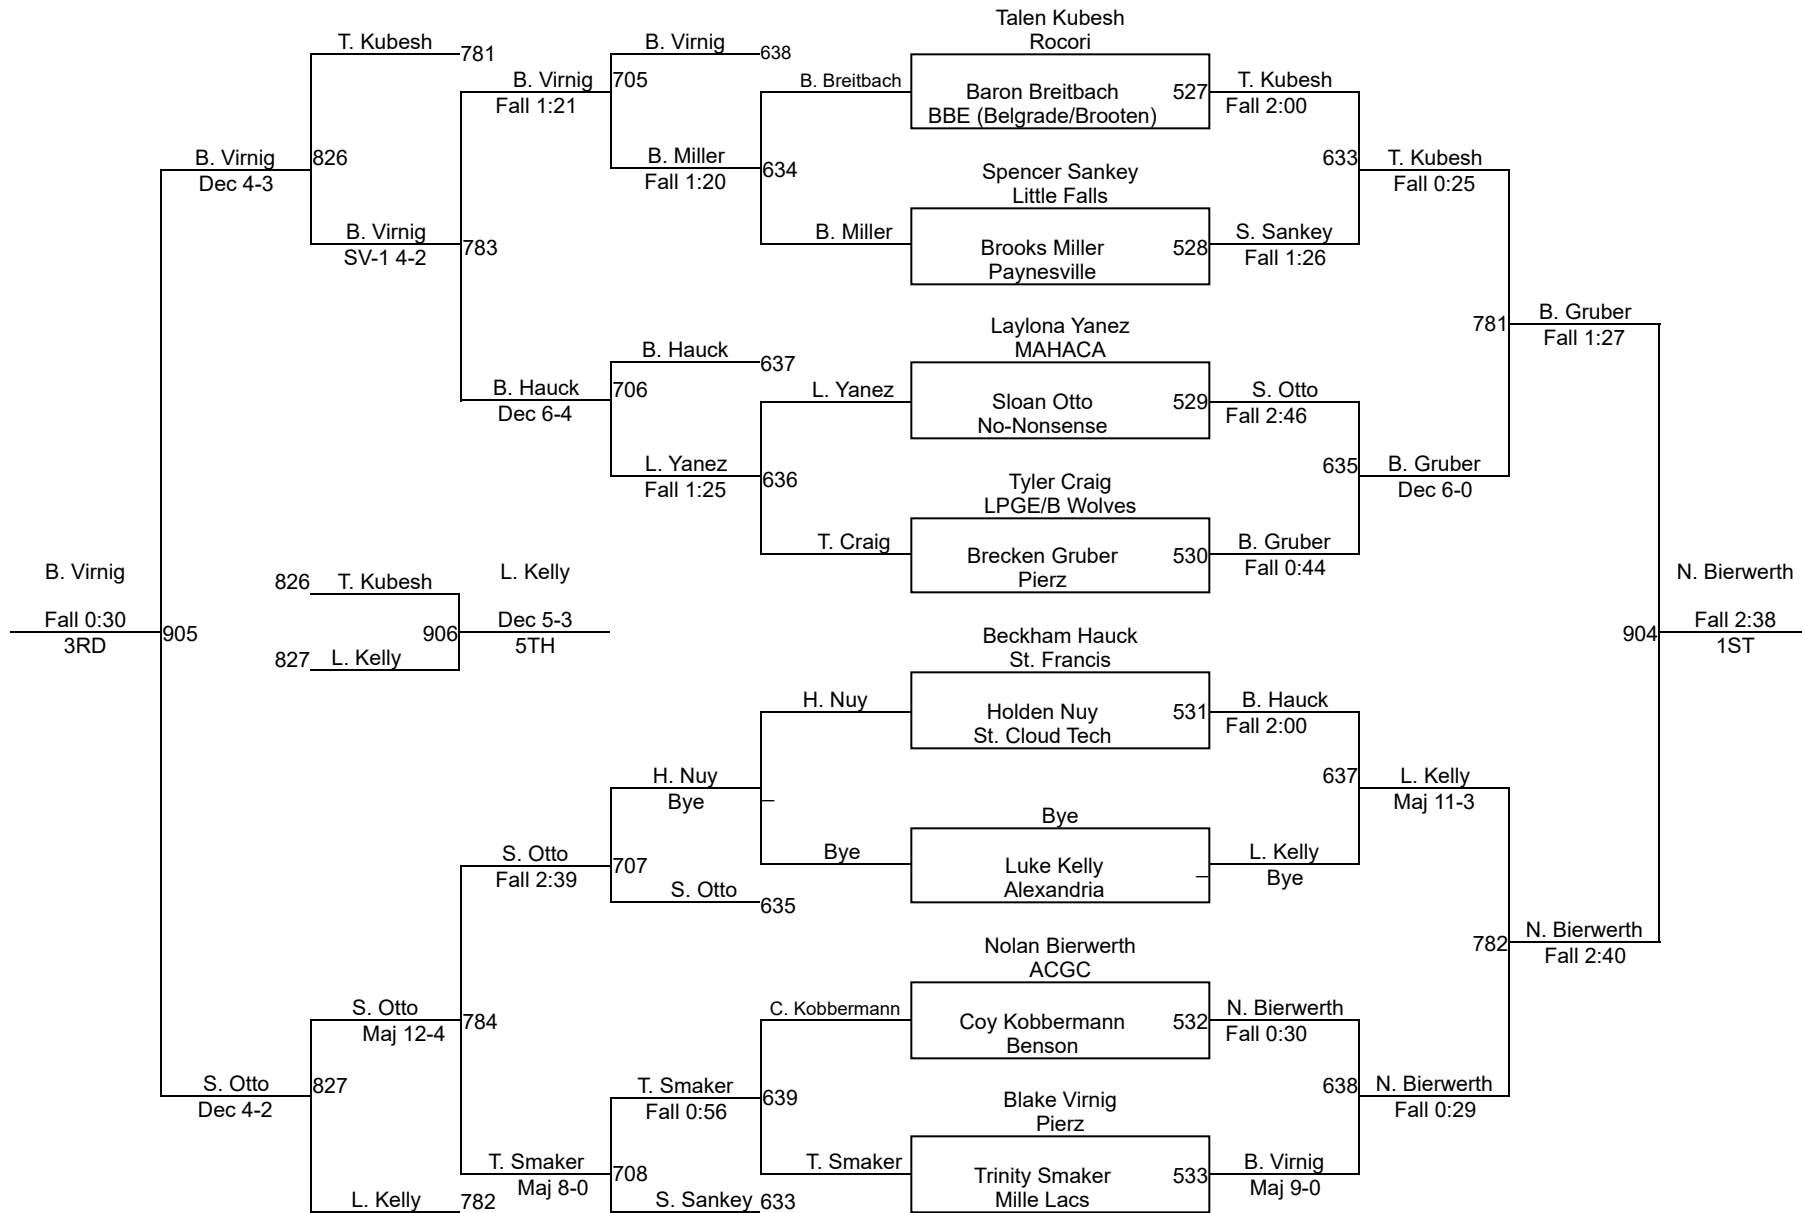 Talen Kubesh
Rocori
T. Kubesh
781
B. Virnig
638
B. Virnig
Fall 1:21
705
B. Breitbach
Baron Breitbach
BBE (Belgrade/Brooten)
527
T. Kubesh
Fall 2:00
B. Virnig
Dec 4-3
826
B. Miller
Fall 1:20
634
Spencer Sankey
Little Falls
633
T. Kubesh
Fall 0:25
B. Virnig
SV-1 4-2
783
B. Miller
Brooks Miller
Paynesville
528
S. Sankey
Fall 1:26
Laylona Yanez
MAHACA
781
B. Gruber
Fall 1:27
B. Hauck
637
B. Hauck
Dec 6-4
706
L. Yanez
Sloan Otto
No-Nonsense
529
S. Otto
Fall 2:46
L. Yanez
Fall 1:25
636
Tyler Craig
LPGE/B Wolves
635
B. Gruber
Dec 6-0
T. Craig
Brecken Gruber
Pierz
530
B. Gruber
Fall 0:44
B. Virnig
Fall 0:30
3RD
905
826
T. Kubesh
827
L. Kelly
906
L. Kelly
Dec 5-3
5TH
N. Bierwerth
904
Fall 2:38
1ST
Beckham Hauck
St. Francis
H. Nuy
Holden Nuy
St. Cloud Tech
531
B. Hauck
Fall 2:00
H. Nuy
Bye
_
Bye
637
L. Kelly
Maj 11-3
S. Otto
Fall 2:39
707
Bye
Luke Kelly
Alexandria
_
L. Kelly
Bye
S. Otto
635
Nolan Bierwerth
ACGC
782
N. Bierwerth
Fall 2:40
S. Otto
Maj 12-4
784
C. Kobbermann
Coy Kobbermann
Benson
532
N. Bierwerth
Fall 0:30
S. Otto
Dec 4-2
827
T. Smaker
Fall 0:56
639
Blake Virnig
Pierz
638
N. Bierwerth
Fall 0:29
T. Smaker
Maj 8-0
708
T. Smaker
Trinity Smaker
Mille Lacs
533
B. Virnig
Maj 9-0
L. Kelly
782
S. Sankey
633